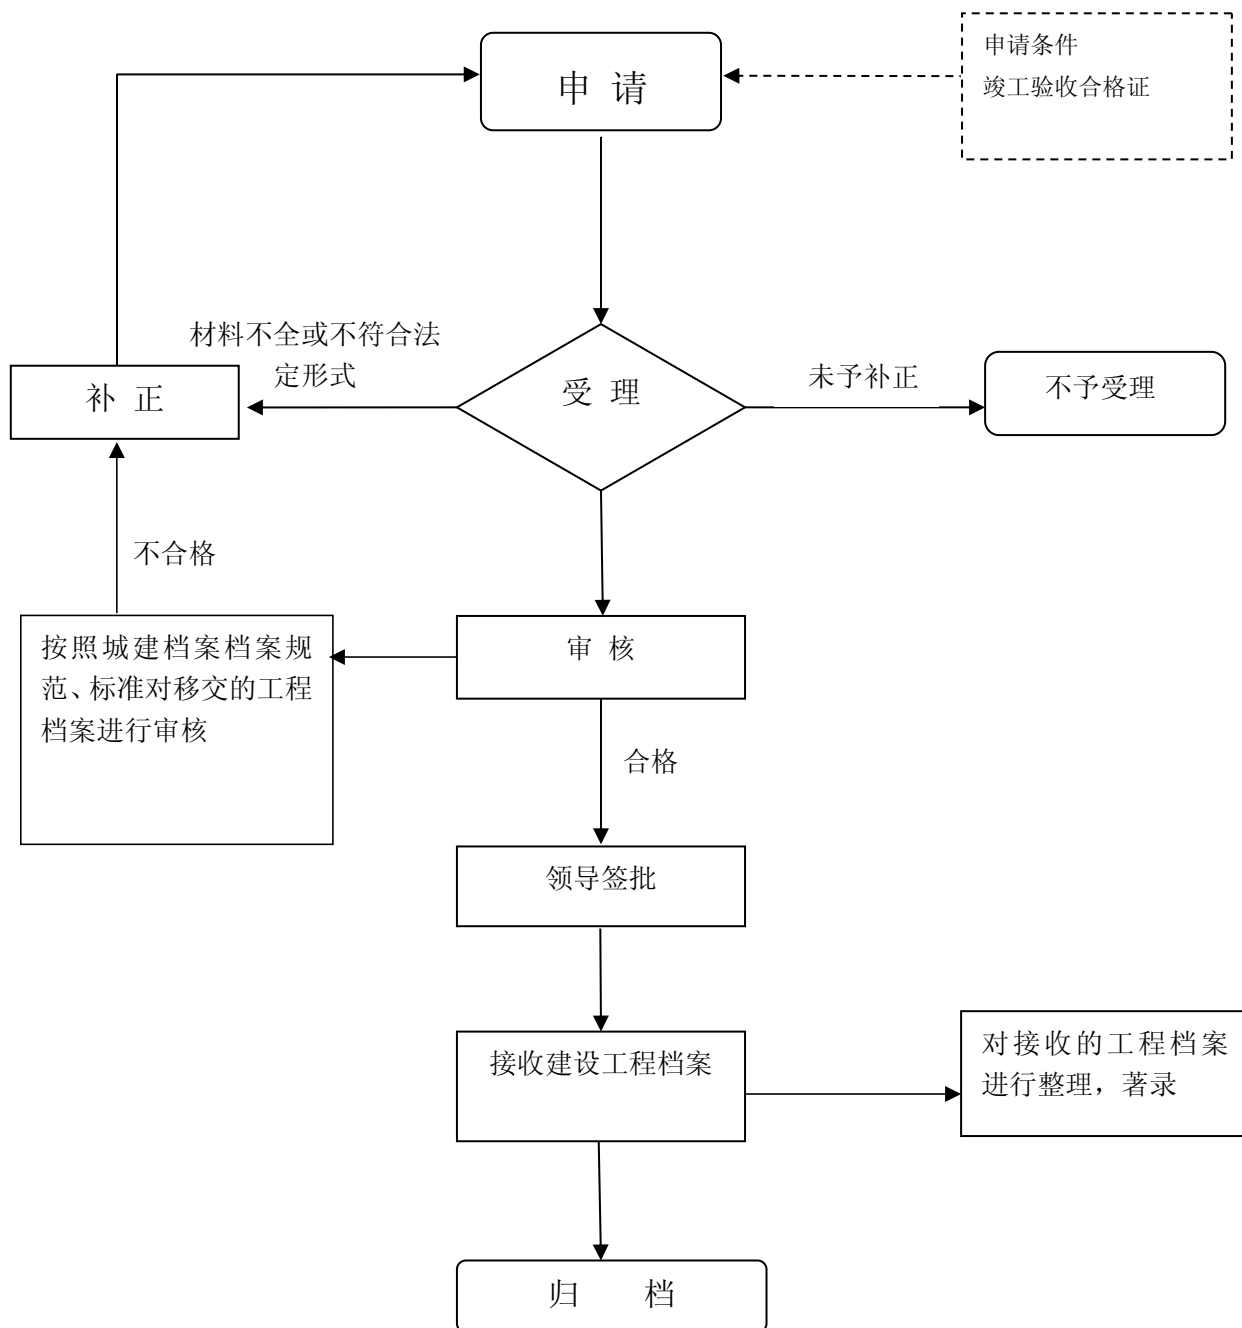 申请条件
竣工验收合格证
申 请
材料不全或不符合法
定形式
补 正
受 理
未予补正
不予受理
不合格
按照城建档案档案规
范、标准对移交的工程
档案进行审核
审 核
合格
领导签批
接收建设工程档案
对接收的工程档案
进行整理，著录
归 档